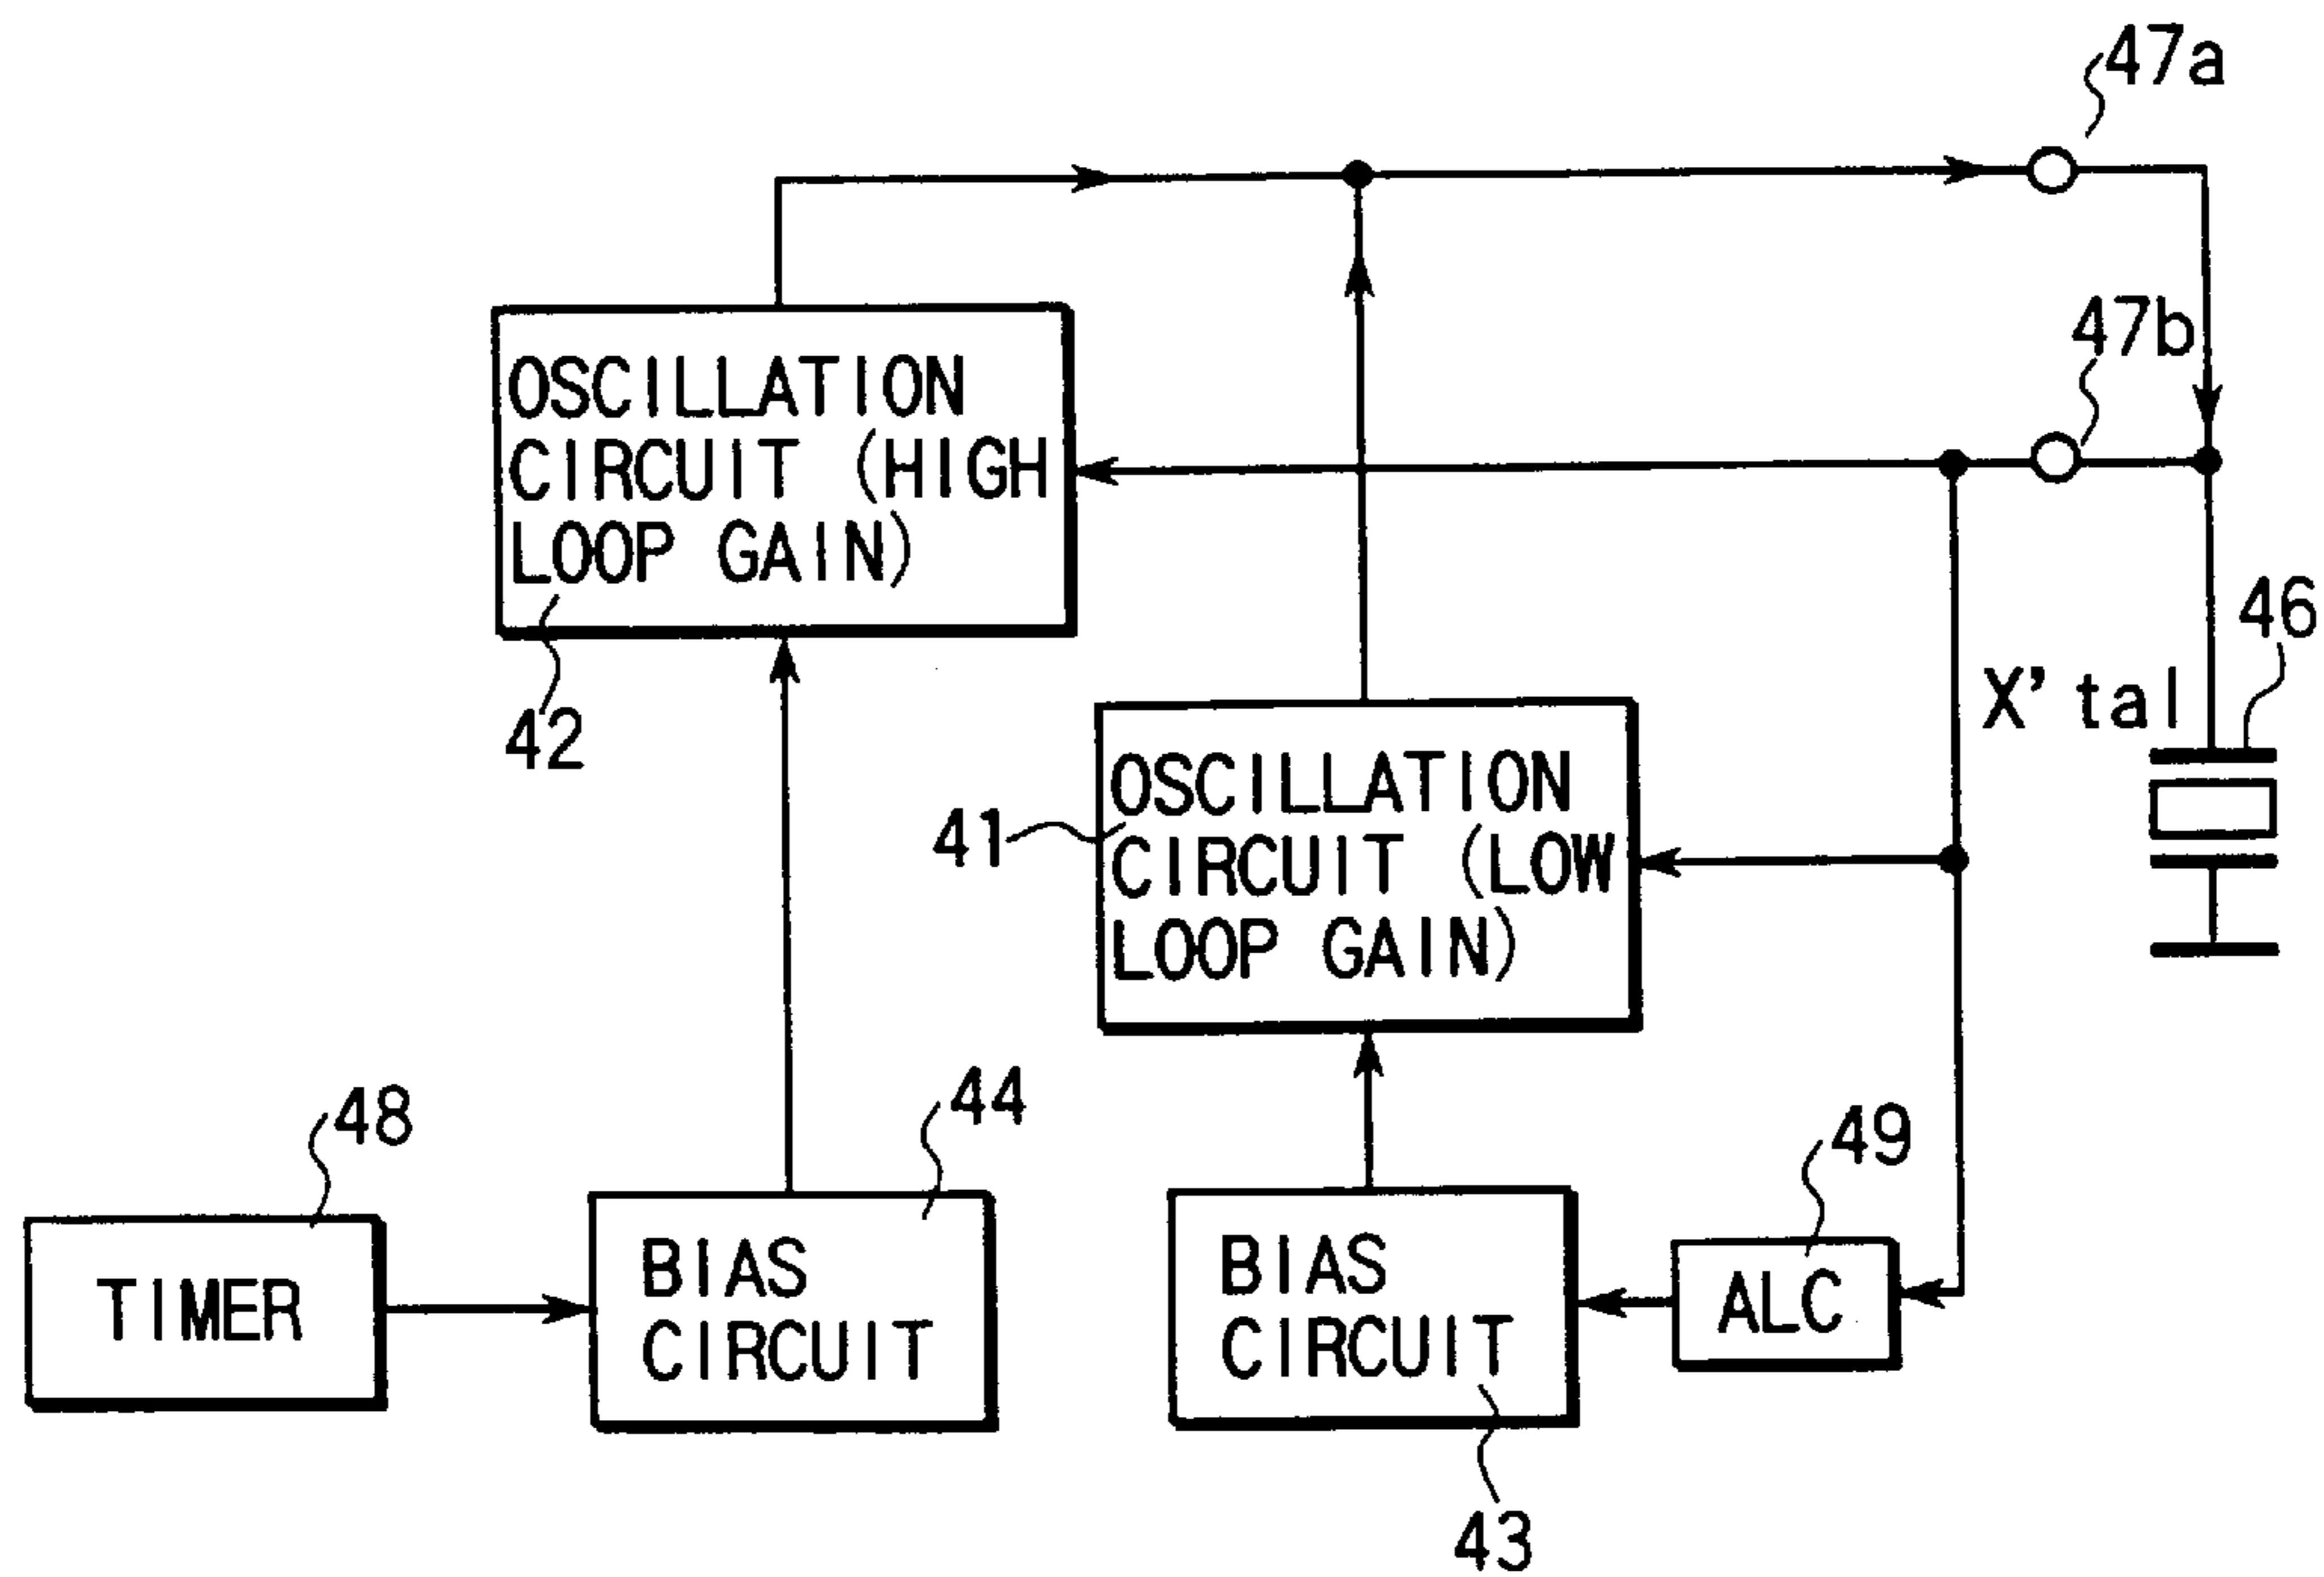 47a
47b
OSCILLATION
CIRCUIT (HIGH
LOOP GAIN)
42
46
X'tal
OSCILLATION
CIRCUIT (LOW
LOOP GAIN)
41
48
TIMER
44
BIAS
CIRCUIT
BIAS
CIRCUIT
43
49
ALC